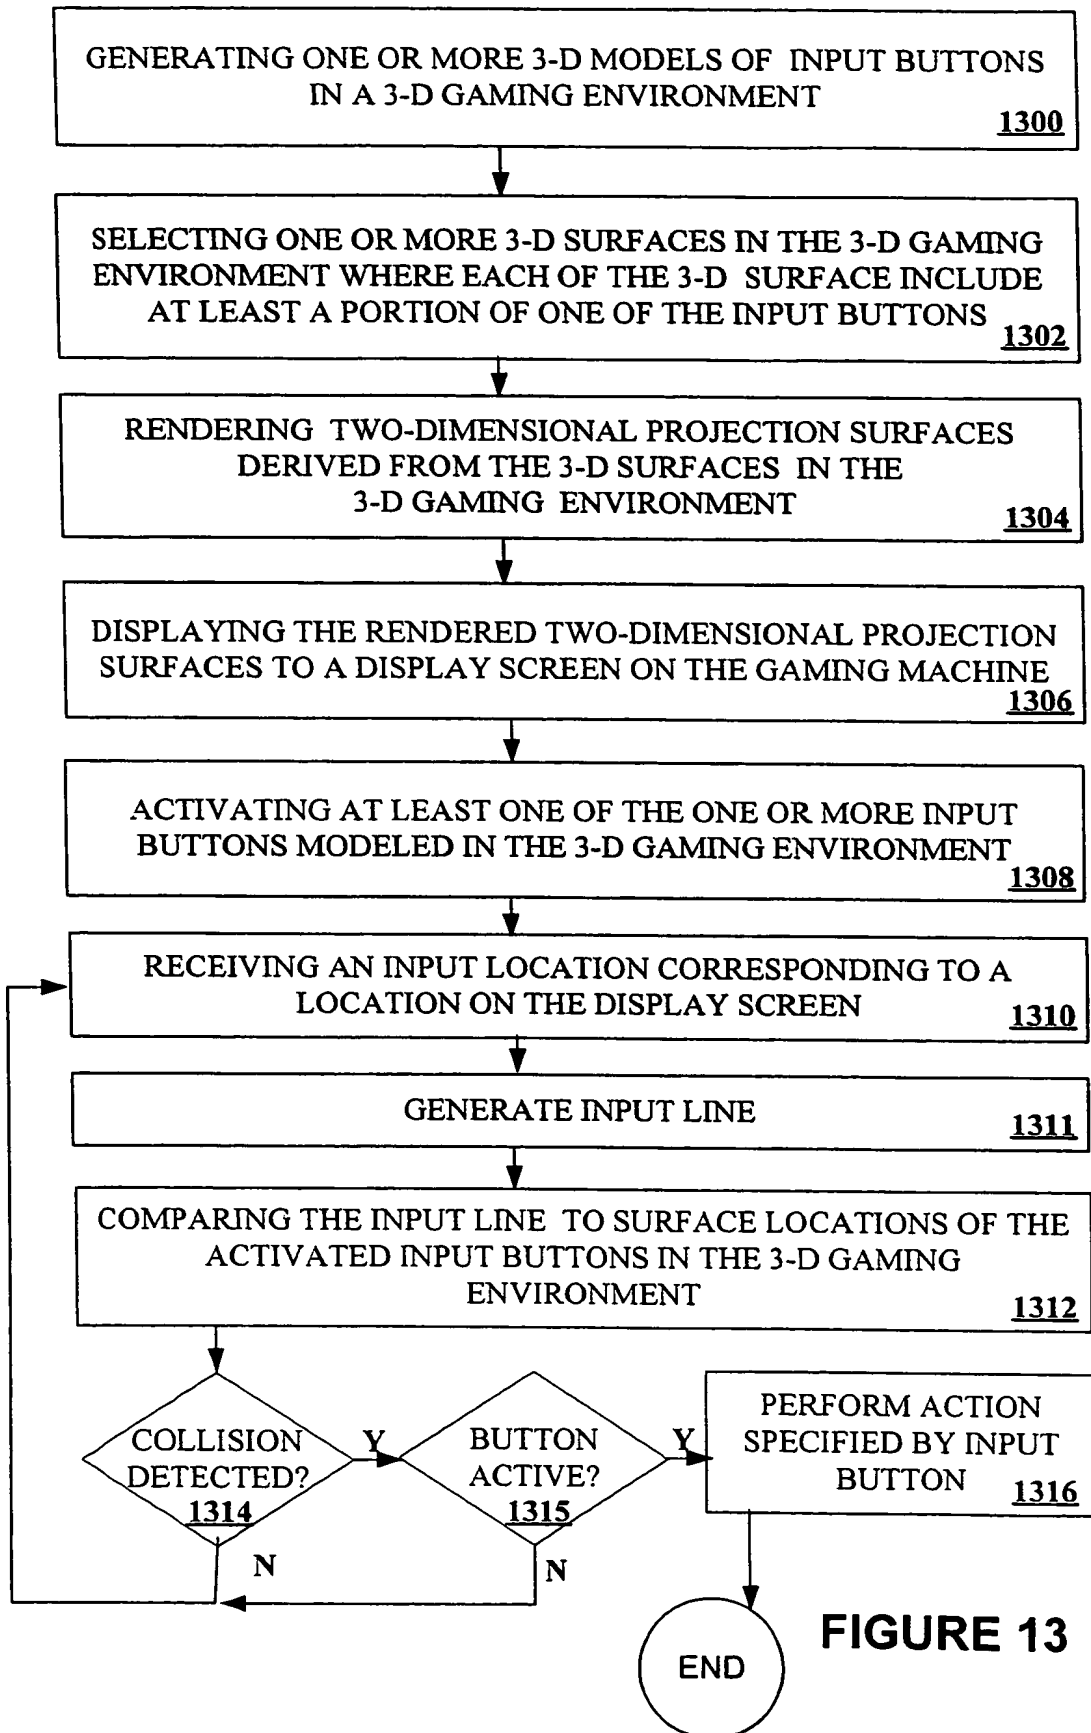 GENERATING ONE OR MORE 3-D MODELS OF INPUT BUTTONS
IN A 3-D GAMING ENVIRONMENT
1300
SELECTING ONE OR MORE 3-D SURFACES IN THE 3-D GAMING
ENVIRONMENT WHERE EACH OF THE 3-D SURFACE INCLUDE
AT LEAST A PORTION OF ONE OF THE INPUT BUTTONS
1302
RENDERING TWO-DIMENSIONAL PROJECTION SURFACES
DERIVED FROM THE 3-D SURFACES IN THE
3-D GAMING ENVIRONMENT
1304
DISPLAYING THE RENDERED TWO-DIMENSIONAL PROJECTION
SURFACES TO A DISPLAY SCREEN ON THE GAMING MACHINE
1306
ACTIVATING AT LEAST ONE OF THE ONE OR MORE INPUT
BUTTONS MODELED IN THE 3-D GAMING ENVIRONMENT
1308
RECEIVING AN INPUT LOCATION CORRESPONDING TO A
LOCATION ON THE DISPLAY SCREEN
1310
GENERATE INPUT LINE
1311
COMPARING THE INPUT LINE TO SURFACE LOCATIONS OF THE
ACTIVATED INPUT BUTTONS IN THE 3-D GAMING
ENVIRONMENT
1312
COLLISION
DETECTED?
1314
Y
N
BUTTON
ACTIVE?
1315
Y
N
PERFORM ACTION
SPECIFIED BY INPUT
BUTTON
1316
END
FIGURE 13